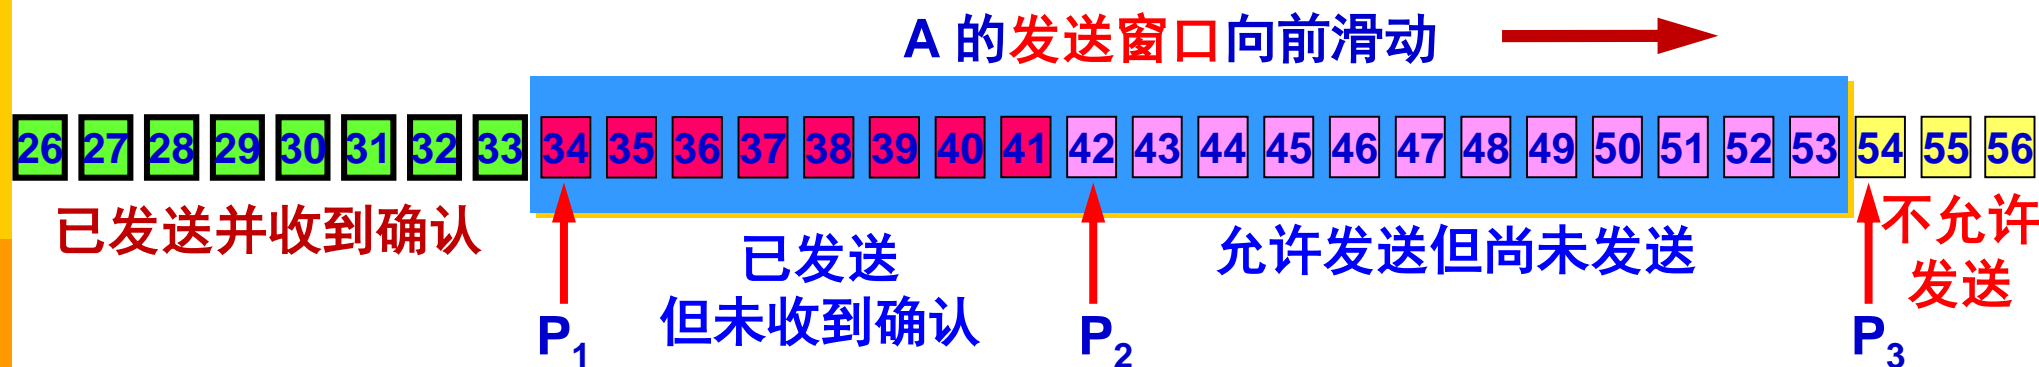 A 的发送窗口向前滑动
26 27 28 29 30 31 32 33 34 35 36 37 38 39 40 41 42 43 44 45 46 47 48 49 50 51 52 53 54 55 56
已发送并收到确认
已发送
但未收到确认
允许发送但尚未发送
不允许
发送
P1
P2
P3